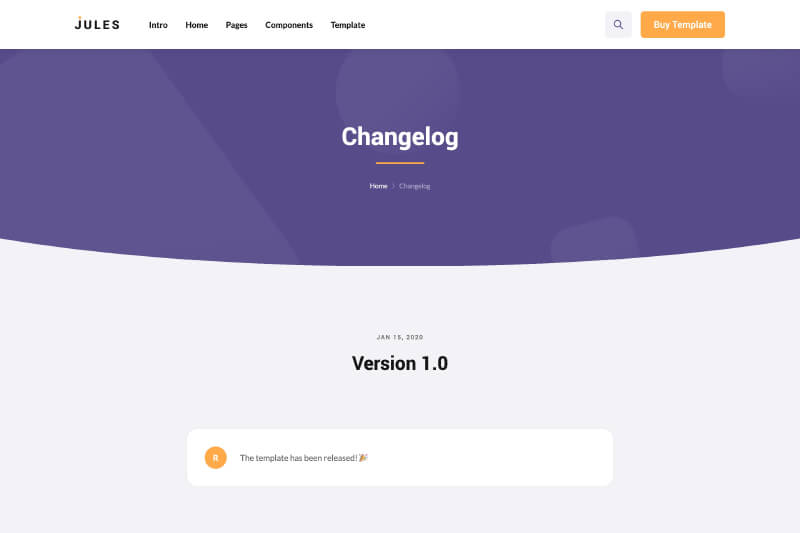 JULES Intro Home Pages Components Template Buy Template
Changelog
Home > Changelog
JAN 15, 2020
Version 1.0
R The template has been released! 🎉